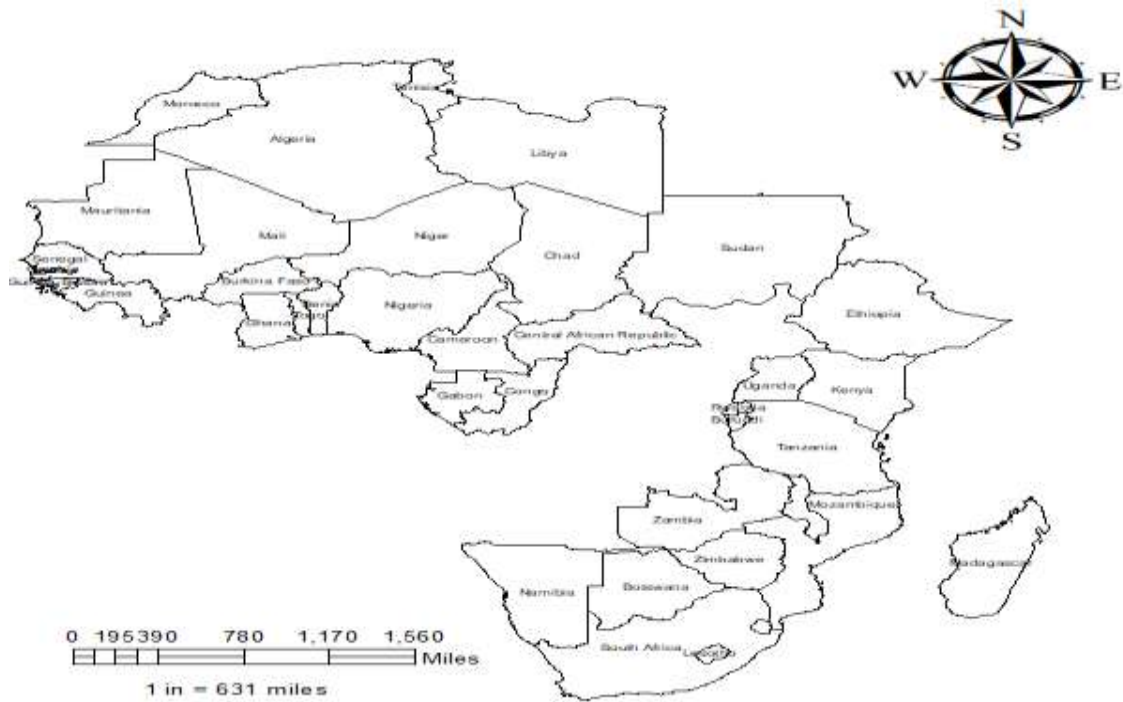 N
W E
S
Tunisia
Morocco
Algeria
Libya
Mauritania
Mali
Niger
Sudan
Chad
Senegal
Burkina Faso
Guinea
Nigeria
Benin
Togo
Ghana
Ethiopia
Central African Republic
Cameroon
Uganda
Kenya
Gabon
Congo
Rwanda
Burundi
Tanzania
Mozambique
Zambia
Zimbabwe
Madagascar
Botswana
Namibia
South Africa
Lesotho
0 195390 780 1,170 1,560
Miles
1 in = 631 miles